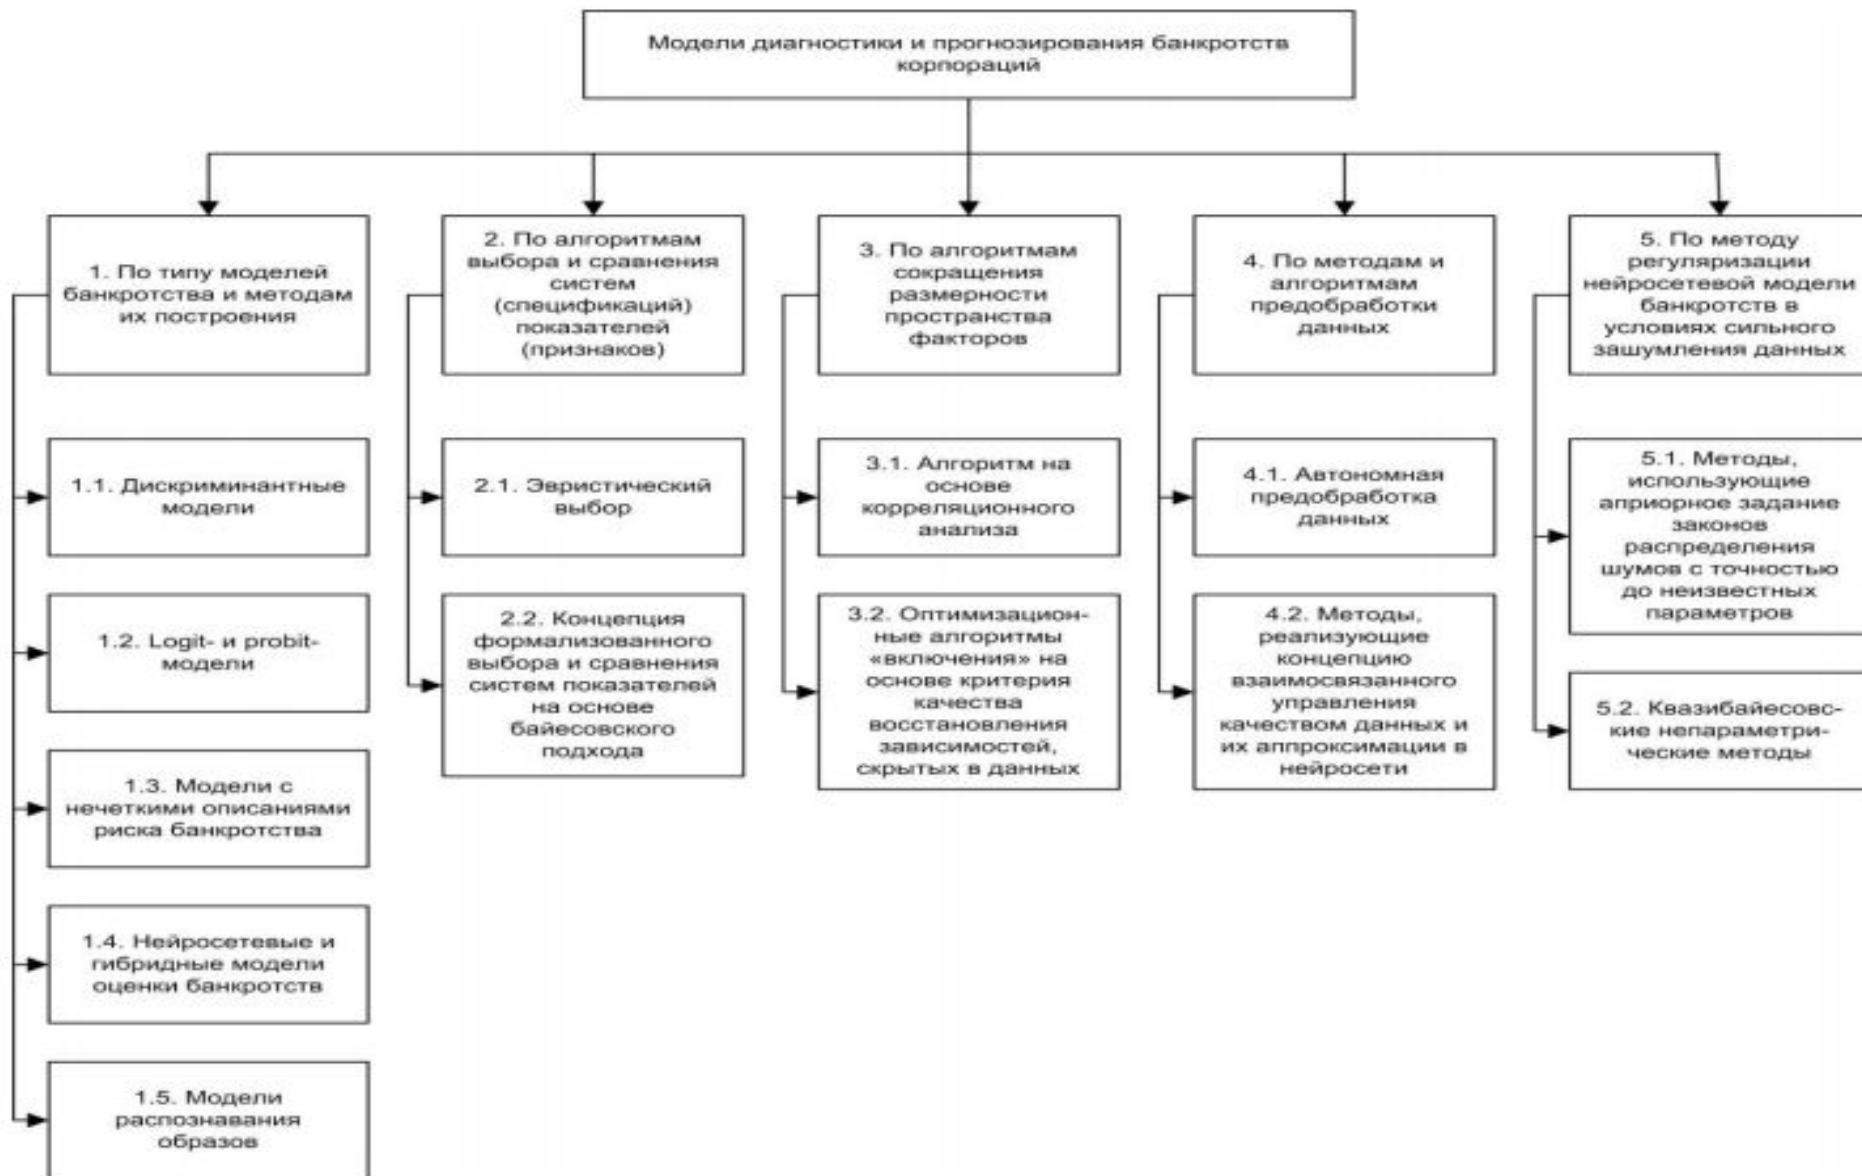 Модели диагностики и прогнозирования банкротств
корпораций
1. По типу моделей
банкротства и методам
их построения
2. По алгоритмам
выбора и сравнения
систем
(спецификаций)
показателей
(признаков)
3. По алгоритмам
сокращения
размерности
пространства
факторов
4. По методам и
алгоритмам
предобработки
данных
5. По методу
регуляризации
нейросетевой модели
банкротств в
условиях сильного
зашумления данных
1.1. Дискриминантные
модели
1.2. Logit- и probit-
модели
1.3. Модели с
нечеткими описаниями
риска банкротства
1.4. Нейросетевые и
гибридные модели
оценки банкротств
1.5. Модели
распознавания
образов
2.1. Эвристический
выбор
2.2. Концепция
формализованного
выбора и сравнения
систем показателей
на основе
байесовского
подхода
3.1. Алгоритм на
основе
корреляционного
анализа
3.2. Оптимизацион-
ные алгоритмы
«включения» на
основе критерия
качества
восстановления
зависимостей,
скрытых в данных
4.1. Автономная
предобработка
данных
4.2. Методы,
реализующие
концепцию
взаимосвязанного
управления
качеством данных и
их аппроксимации в
нейросети
5.1. Методы,
использующие
априорное задание
законов
распределения
шумов с точностью
до неизвестных
параметров
5.2. Квазибайесовс-
кие непараметри-
ческие методы